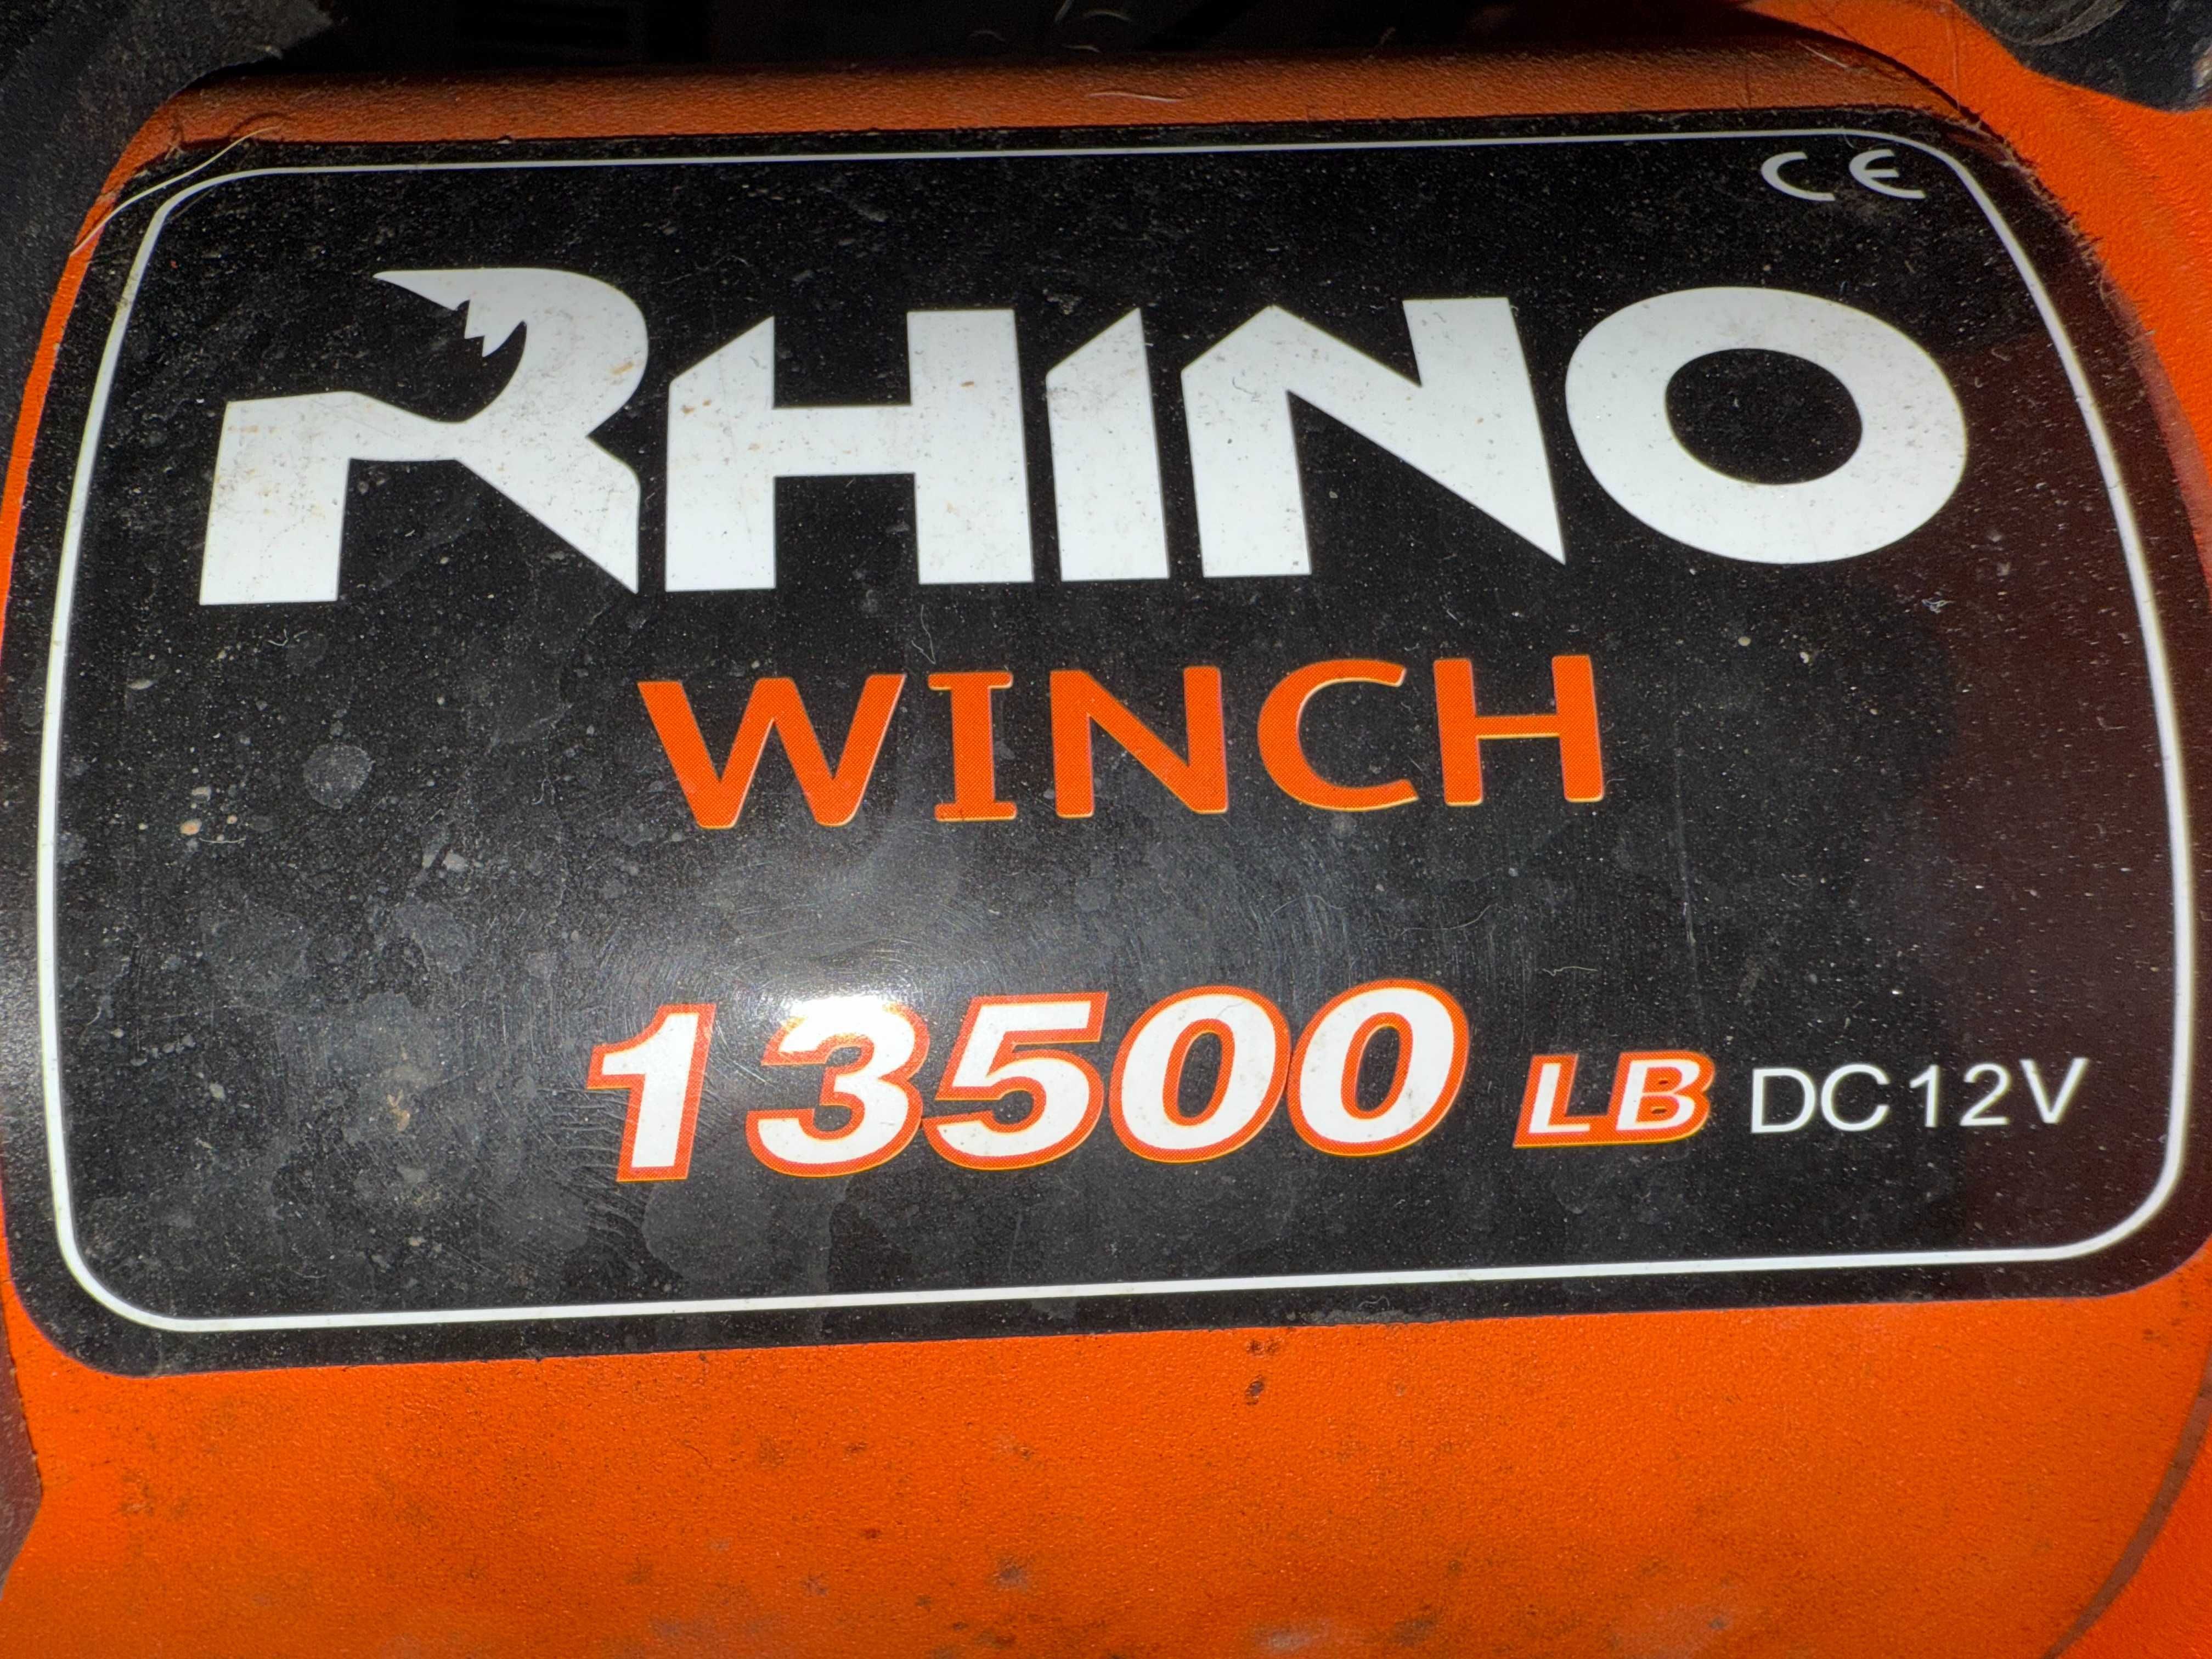 CE
RHINO
WINCH
13500 LB DC12V